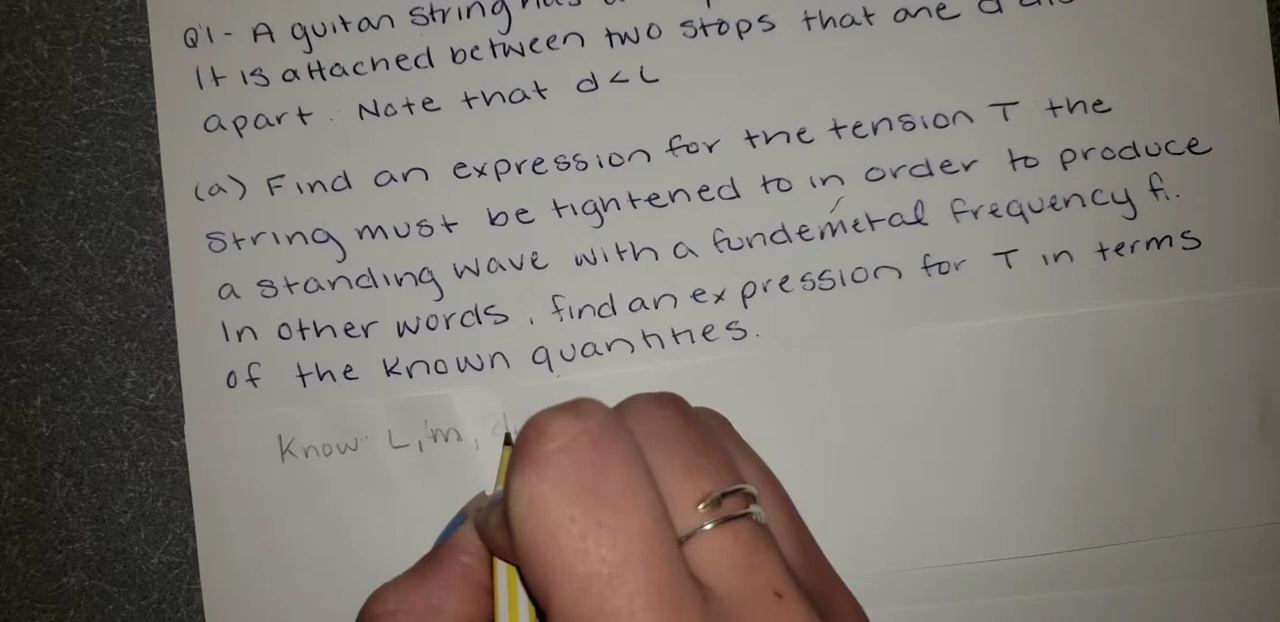 Q1- A guitan string has
It is attached between two stops that are d
apart. Note that d<L
(a) Find an expression for the tension T the
string must be tightened to in order to produce
a standing wave with a fundemetal frequency f1.
In other words, find an expression for T in terms
of the known quantities.
Know L, m, d